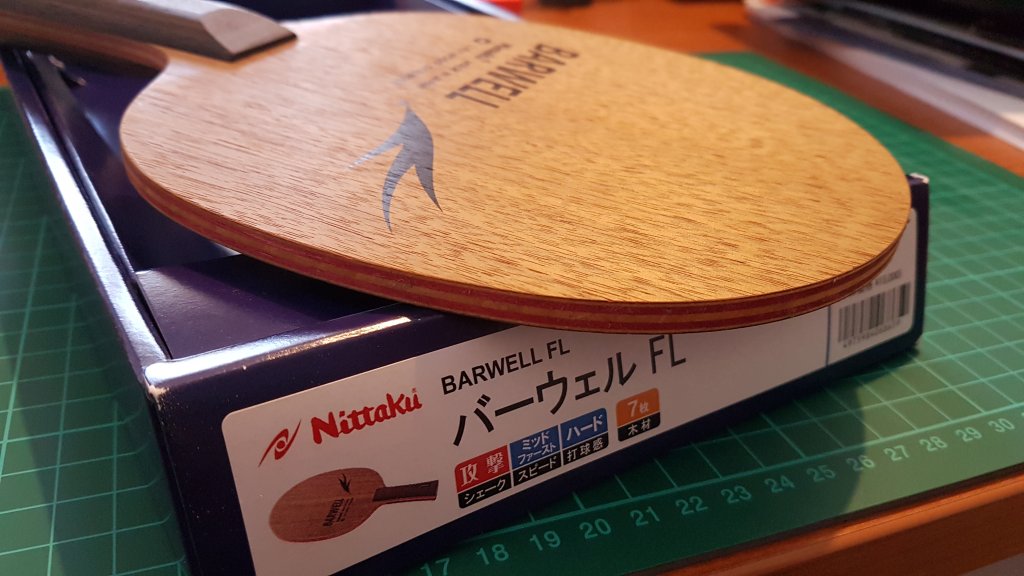 BARWELL
Nittaku
BARWELL FL
バーウェル FL
攻撃
シェーク
ミッド
ファースト
スピード
ハード
打球感
7枚
木材
BARWELL
17 18 19 20 21 22 23 24 25 26 27 28 29 30